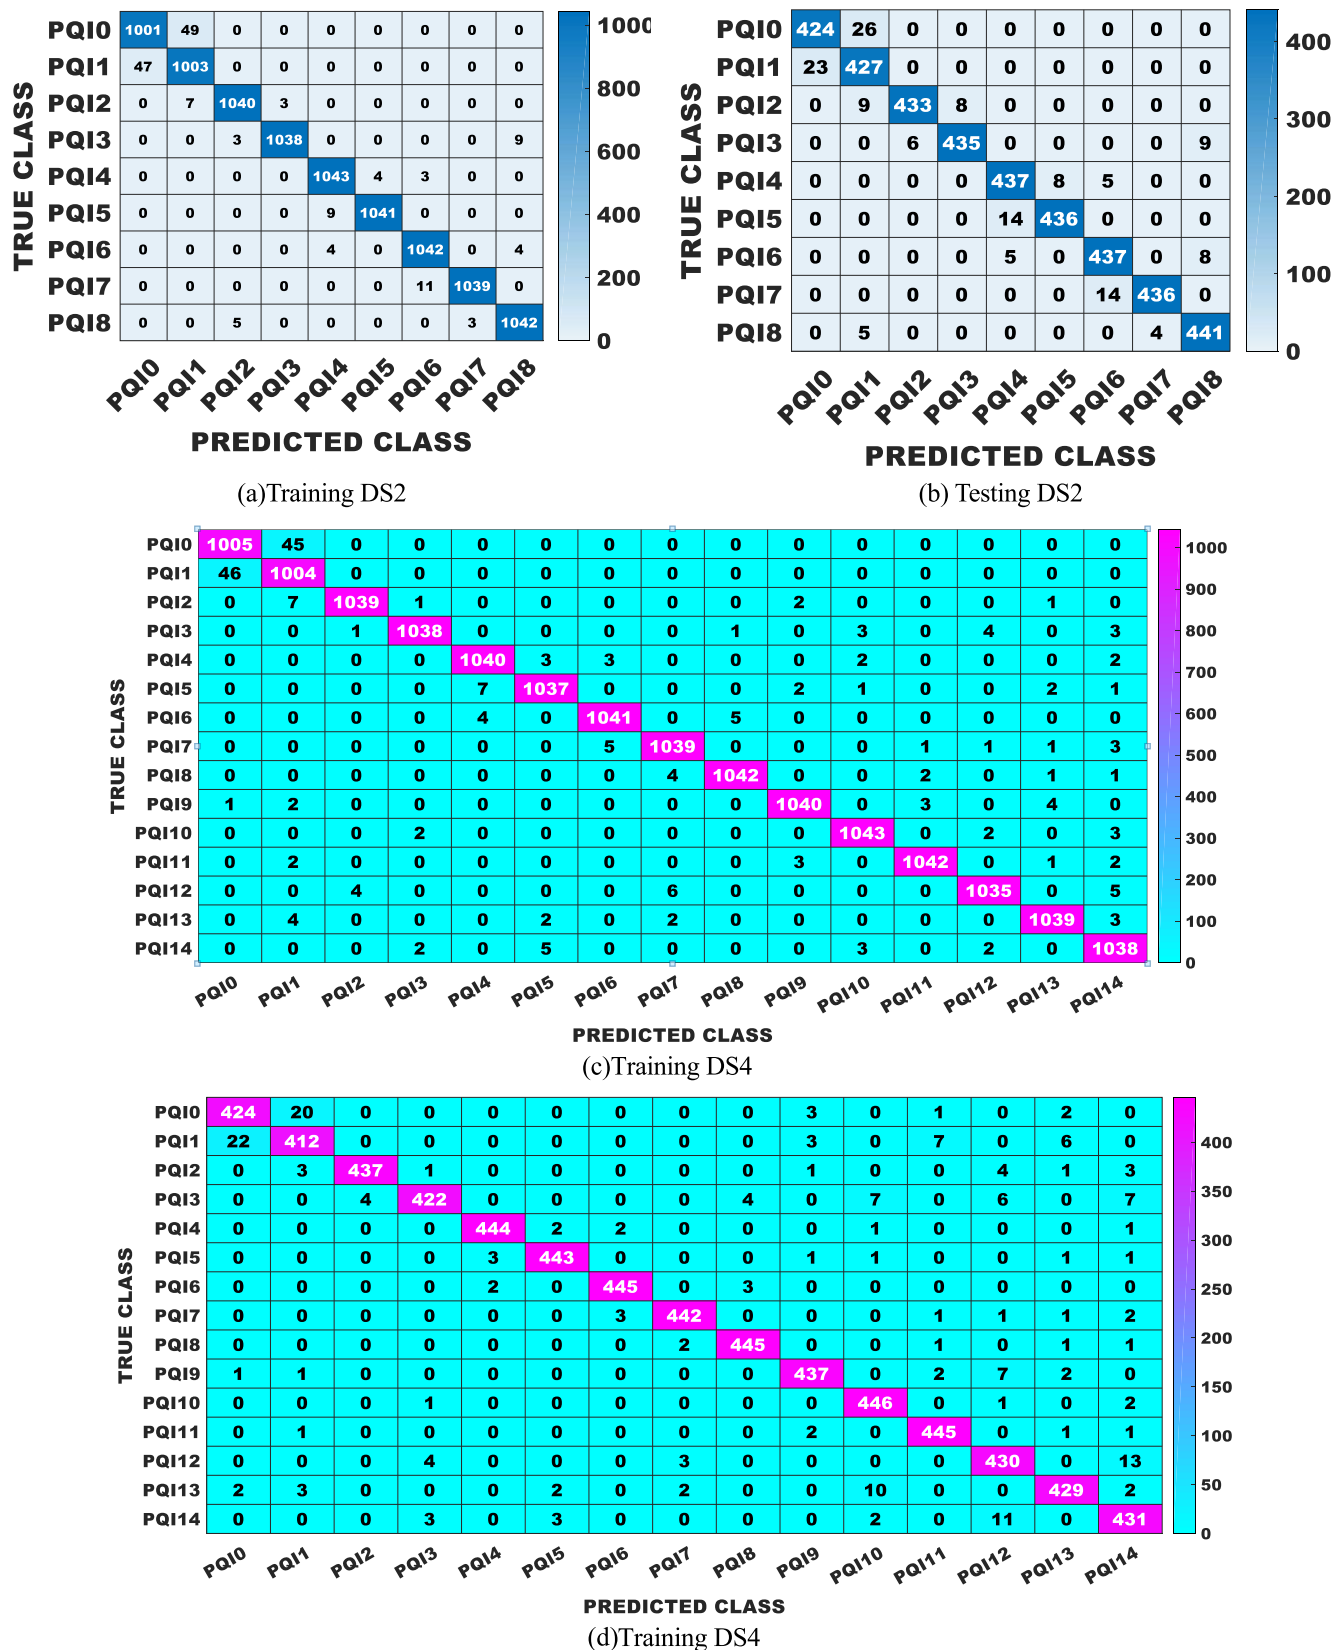 PQI0 1001 49 0 0 0 0 0 0 0
PQI1 47 1003 0 0 0 0 0 0 0
PQI2 0 7 1040 3 0 0 0 0 0
PQI3 0 0 3 1038 0 0 0 0 9
PQI4 0 0 0 0 1043 4 3 0 0
PQI5 0 0 0 0 9 1041 0 0 0
PQI6 0 0 0 0 4 0 1042 0 4
PQI7 0 0 0 0 0 0 11 1039 0
PQI8 0 0 5 0 0 0 0 3 1042
PQI0 PQI1 PQI2 PQI3 PQI4 PQI5 PQI6 PQI7 PQI8
TRUE CLASS
PREDICTED CLASS
1000
800
600
400
200
0
(a)Training DS2
PQI0 424 26 0 0 0 0 0 0 0
PQI1 23 427 0 0 0 0 0 0 0
PQI2 0 9 433 8 0 0 0 0 0
PQI3 0 0 6 435 0 0 0 0 9
PQI4 0 0 0 0 437 8 5 0 0
PQI5 0 0 0 0 14 436 0 0 0
PQI6 0 0 0 0 5 0 437 0 8
PQI7 0 0 0 0 0 0 14 436 0
PQI8 0 5 0 0 0 0 0 4 441
PQI0 PQI1 PQI2 PQI3 PQI4 PQI5 PQI6 PQI7 PQI8
TRUE CLASS
PREDICTED CLASS
400
300
200
100
0
(b) Testing DS2
PQI0 1005 45 0 0 0 0 0 0 0 0 0 0 0 0 0
PQI1 46 1004 0 0 0 0 0 0 0 0 0 0 0 0 0
PQI2 0 7 1039 1 0 0 0 0 0 2 0 0 0 1 0
PQI3 0 0 1 1038 0 0 0 0 1 0 3 0 4 0 3
PQI4 0 0 0 0 1040 3 3 0 0 0 2 0 0 0 2
PQI5 0 0 0 0 7 1037 0 0 0 2 1 0 0 2 1
PQI6 0 0 0 0 4 0 1041 0 5 0 0 0 0 0 0
PQI7 0 0 0 0 0 0 5 1039 0 0 0 1 1 1 3
PQI8 0 0 0 0 0 0 0 4 1042 0 0 2 0 1 1
PQI9 1 2 0 0 0 0 0 0 0 1040 0 3 0 4 0
PQI10 0 0 0 2 0 0 0 0 0 0 1043 0 2 0 3
PQI11 0 2 0 0 0 0 0 0 0 3 0 1042 0 1 2
PQI12 0 0 4 0 0 0 0 6 0 0 0 0 1035 0 5
PQI13 0 4 0 0 0 2 0 2 0 0 0 0 0 1039 3
PQI14 0 0 0 2 0 5 0 0 0 0 3 0 2 0 1038
PQI0 PQI1 PQI2 PQI3 PQI4 PQI5 PQI6 PQI7 PQI8 PQI9 PQI10 PQI11 PQI12 PQI13 PQI14
TRUE CLASS
PREDICTED CLASS
1000
900
800
700
600
500
400
300
200
100
0
(c)Training DS4
PQI0 424 20 0 0 0 0 0 0 0 3 0 1 0 2 0
PQI1 22 412 0 0 0 0 0 0 0 3 0 7 0 6 0
PQI2 0 3 437 1 0 0 0 0 0 1 0 0 4 1 3
PQI3 0 0 4 422 0 0 0 0 4 0 7 0 6 0 7
PQI4 0 0 0 0 444 2 2 0 0 0 1 0 0 0 1
PQI5 0 0 0 0 3 443 0 0 0 1 1 0 0 1 1
PQI6 0 0 0 0 2 0 445 0 3 0 0 0 0 0 0
PQI7 0 0 0 0 0 0 3 442 0 0 0 1 1 1 2
PQI8 0 0 0 0 0 0 0 2 445 0 0 1 0 1 1
PQI9 1 1 0 0 0 0 0 0 0 437 0 2 7 2 0
PQI10 0 0 0 1 0 0 0 0 0 0 446 0 1 0 2
PQI11 0 1 0 0 0 0 0 0 0 2 0 445 0 1 1
PQI12 0 0 0 4 0 0 0 3 0 0 0 0 430 0 13
PQI13 2 3 0 0 0 2 0 2 0 0 10 0 0 429 2
PQI14 0 0 0 3 0 3 0 0 0 0 2 0 11 0 431
PQI0 PQI1 PQI2 PQI3 PQI4 PQI5 PQI6 PQI7 PQI8 PQI9 PQI10 PQI11 PQI12 PQI13 PQI14
TRUE CLASS
PREDICTED CLASS
400
350
300
250
200
150
100
50
0
(d)Training DS4